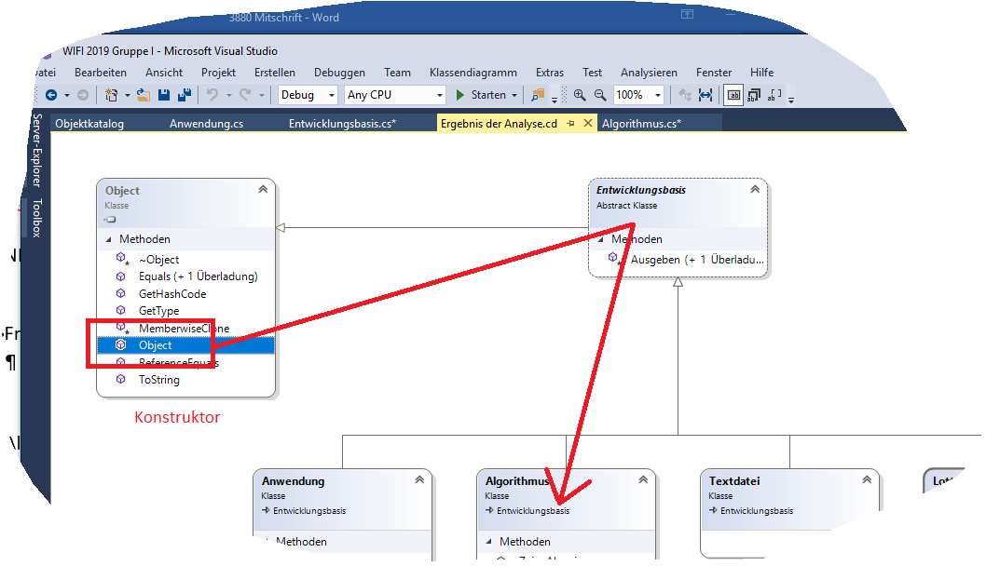 3880 Mitschrift - Word
WIFI 2019 Gruppe I - Microsoft Visual Studio
Bearbeiten Ansicht Projekt Erstellen Debuggen Team Klassendiagramm Extras Test Analysieren Fenster Hilfe
Debug Any CPU Starten 100%
Objektkatalog Anwendung.cs Entwicklungsbasis.cs* Ergebnis der Analyse.cd Algorithmus.cs*
Server-Explorer
Toolbox
Object
Klasse
Methoden
~Object
Equals (+ 1 Überladung)
GetHashCode
GetType
MemberwiseClone
Object
ReferenceEquals
ToString
Konstruktor
Entwicklungsbasis
Abstract Klasse
Methoden
Ausgeben (+ 1 Überladu...
Anwendung
Klasse
Entwicklungsbasis
Methoden
Algorithmus
Klasse
Entwicklungsbasis
Methoden
Textdatei
Klasse
Entwicklungsbasis